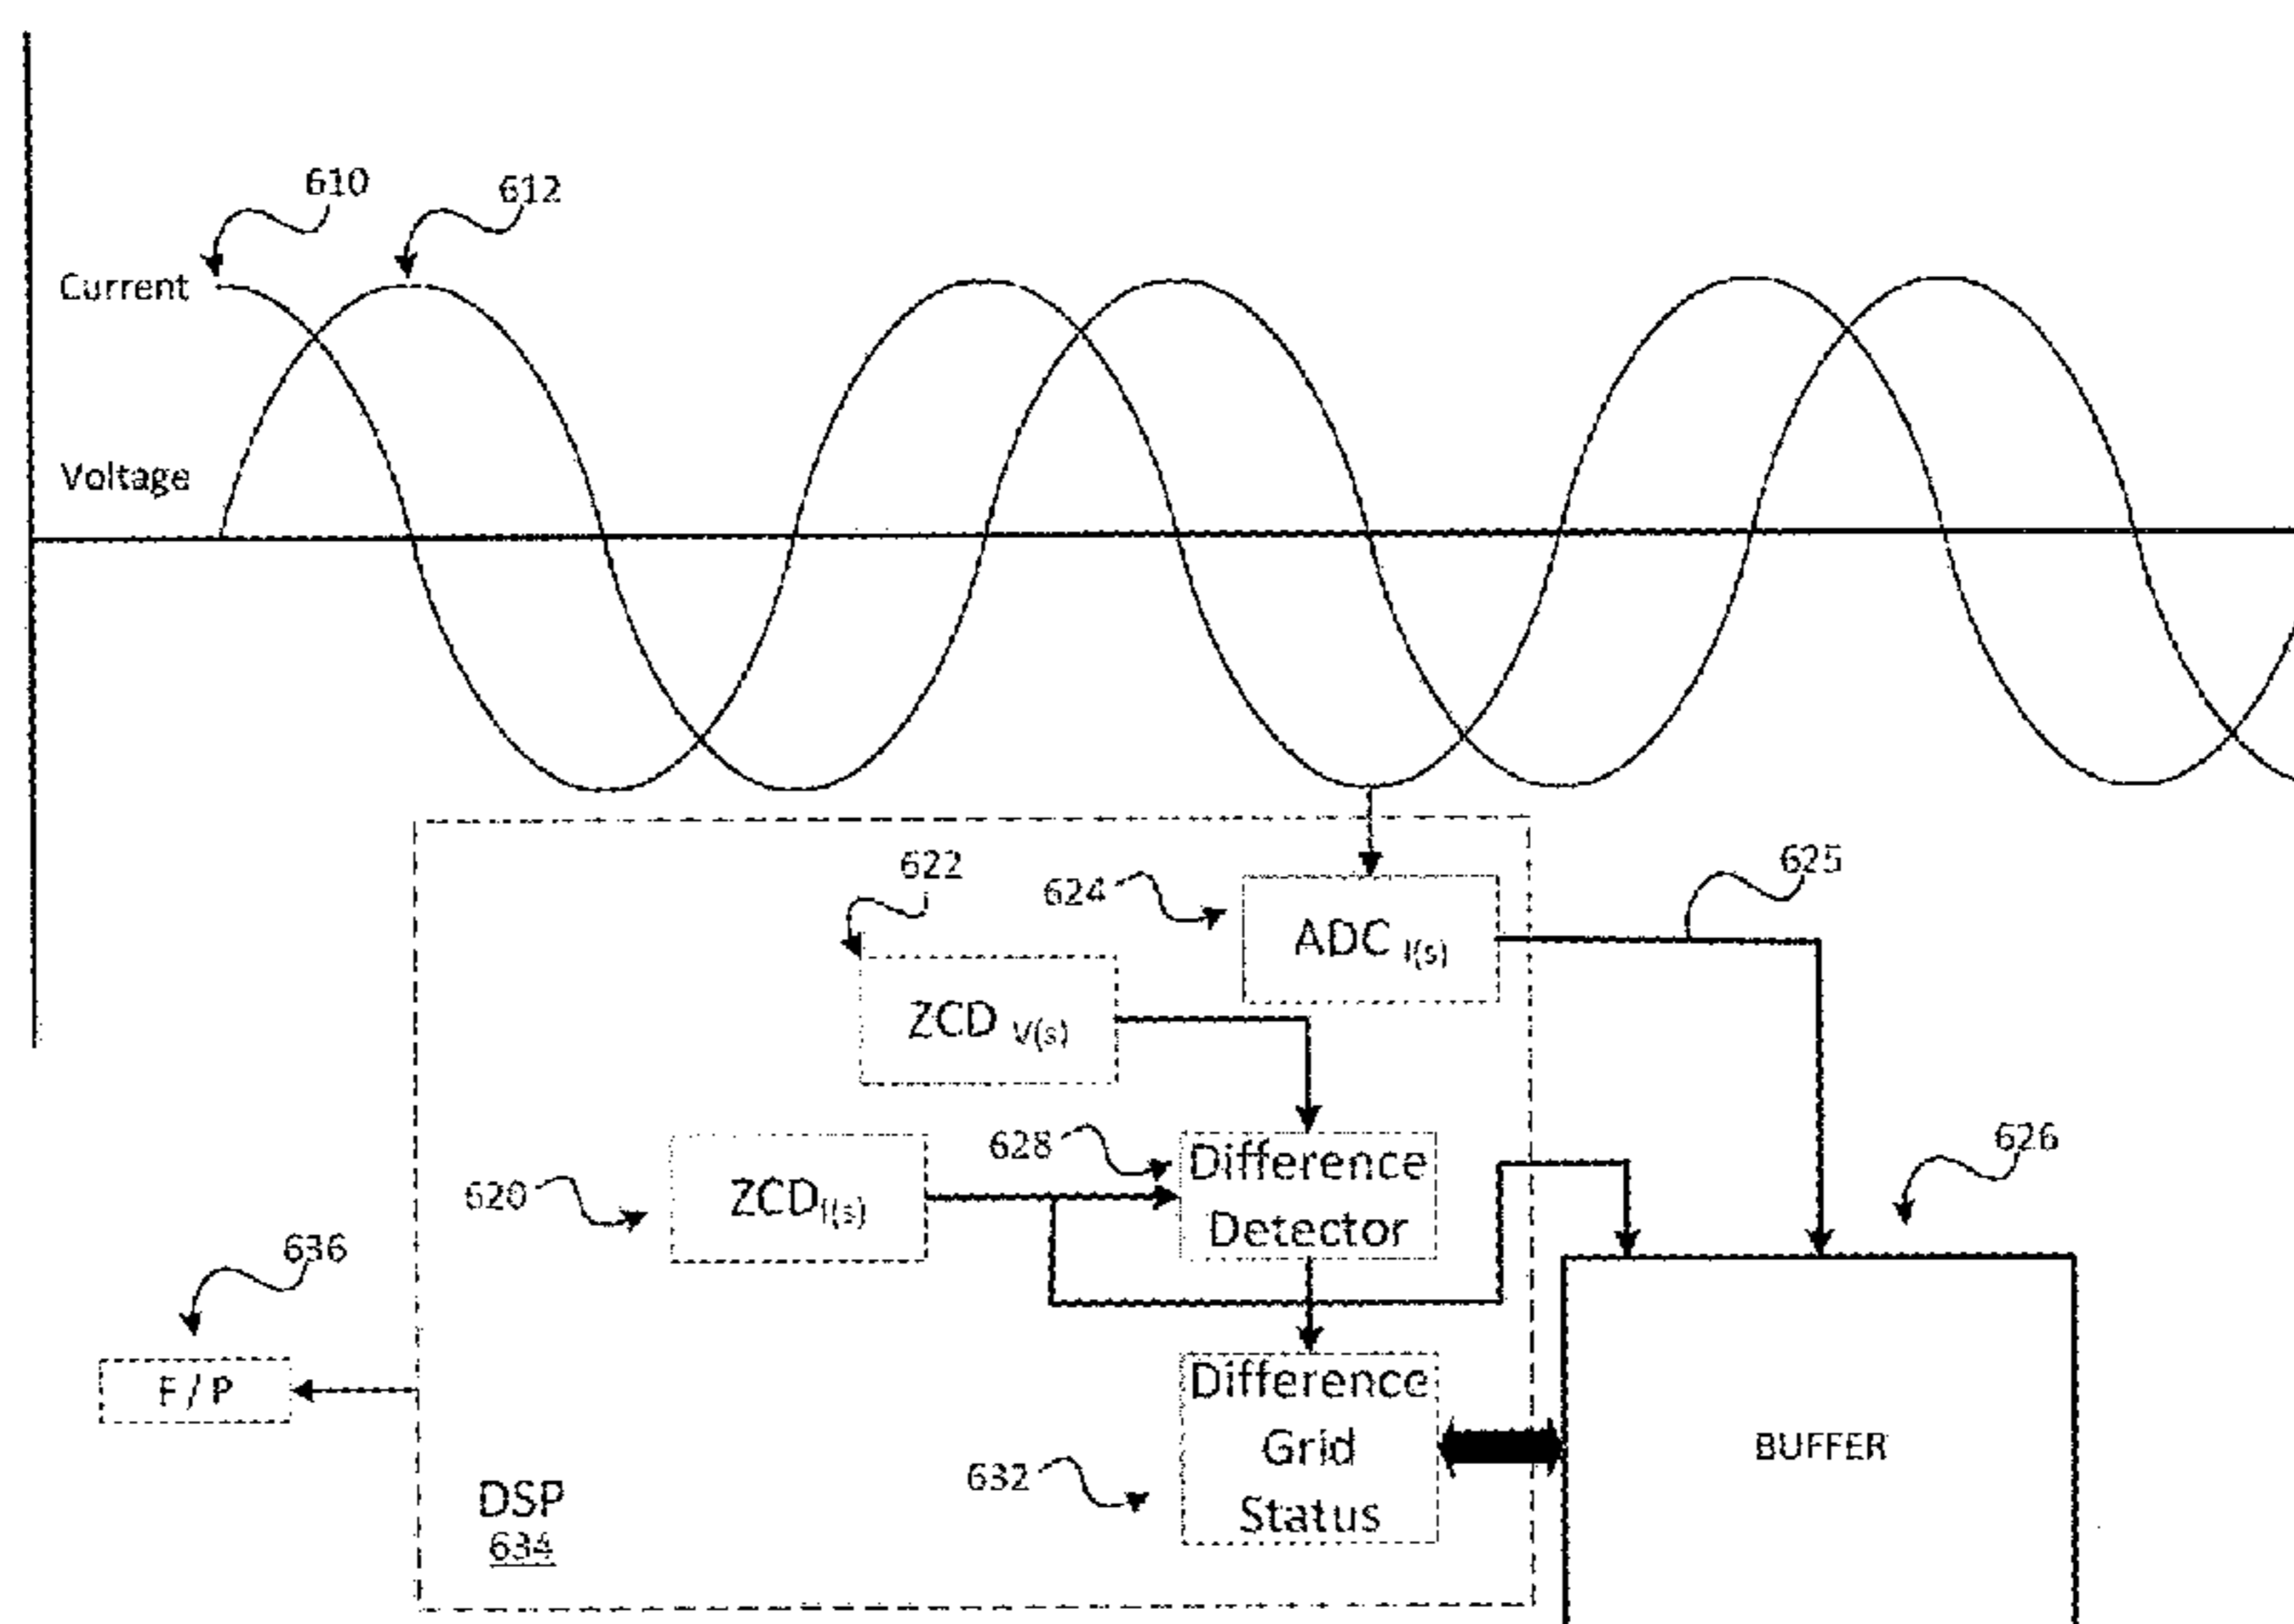 610
612
Current
Voltage
622
624
625
ADC I(s)
ZCD V(s)
628
Difference
Detector
626
620
ZCD I(s)
636
F / P
Difference
Grid
Status
632
BUFFER
DSP
634